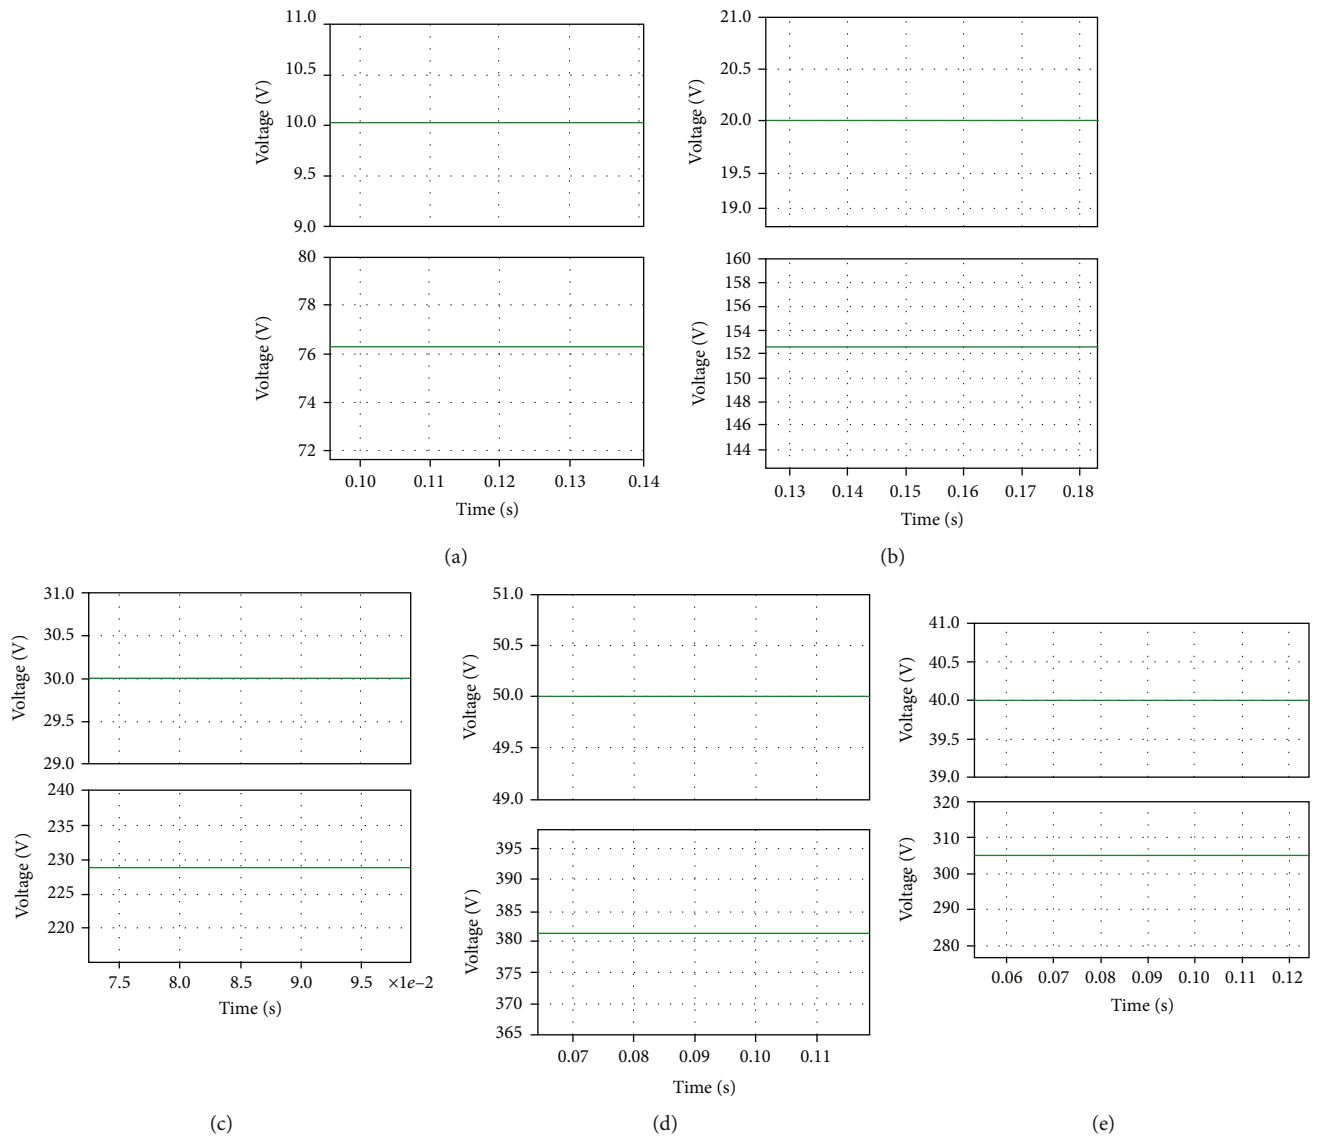 11.0
10.5
10.0
9.5
9.0
Voltage (V)
80
78
76
74
72
Voltage (V)
0.10 0.11 0.12 0.13 0.14
Time (s)
(a)
21.0
20.5
20.0
19.5
19.0
Voltage (V)
160
158
156
154
152
150
148
146
144
Voltage (V)
0.13 0.14 0.15 0.16 0.17 0.18
Time (s)
(b)
31.0
30.5
30.0
29.5
29.0
Voltage (V)
240
235
230
225
220
Voltage (V)
7.5 8.0 8.5 9.0 9.5 ×1e–2
Time (s)
(c)
51.0
50.5
50.0
49.5
49.0
Voltage (V)
395
390
385
380
375
370
365
Voltage (V)
0.07 0.08 0.09 0.10 0.11
Time (s)
(d)
41.0
40.5
40.0
39.5
39.0
Voltage (V)
320
310
300
290
280
Voltage (V)
0.06 0.07 0.08 0.09 0.10 0.11 0.12
Time (s)
(e)